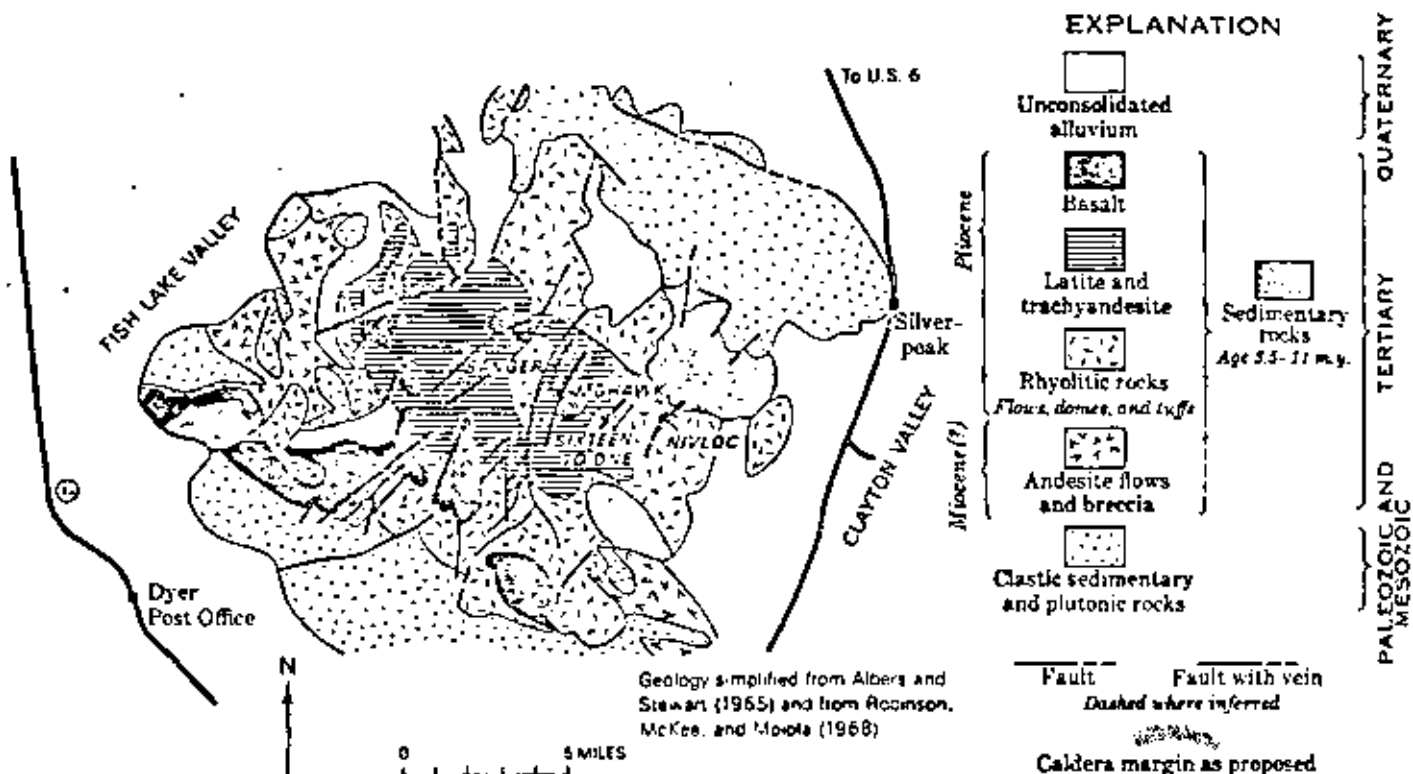 EXPLANATION
To U.S. 6
Unconsolidated
alluvium
QUATERNARY
FISH LAKE VALLEY
Pliocene
Basalt
Latite and
trachyandesite
Sedimentary
rocks
Age 5.5-11 m.y.
TERTIARY
Silver-
peak
Rhyolitic rocks
Flows, domes, and tuffs
SANGER
MOHAWK
SIXTEEN-
TO ONE
NIVLOC
CLAYTON VALLEY
Miocene(?)
Andesite flows
and breccia
Clastic sedimentary
and plutonic rocks
PALEOZOIC AND
MESOZOIC
Dyer
Post Office
N
Geology simplified from Albers and
Stewart (1965) and from Robinson,
McKee, and Moiola (1968)
0 5 MILES
Fault Fault with vein
Dashed where inferred
Caldera margin as proposed